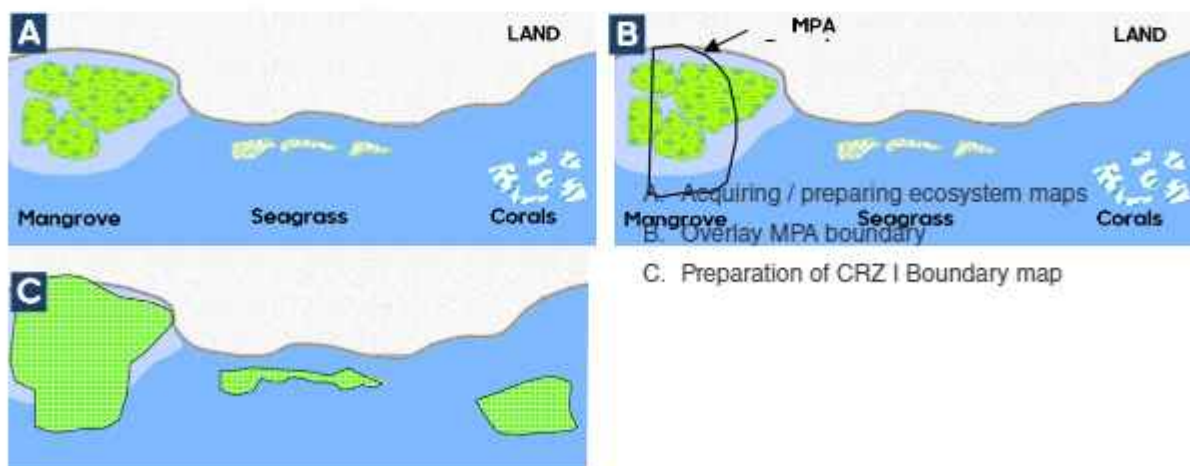 A
LAND
Mangrove
Seagrass
Corals
B
MPA
LAND
Mangrove
Seagrass
Corals
A. Acquiring / preparing ecosystem maps
B. Overlay MPA boundary
C. Preparation of CRZ I Boundary map
C